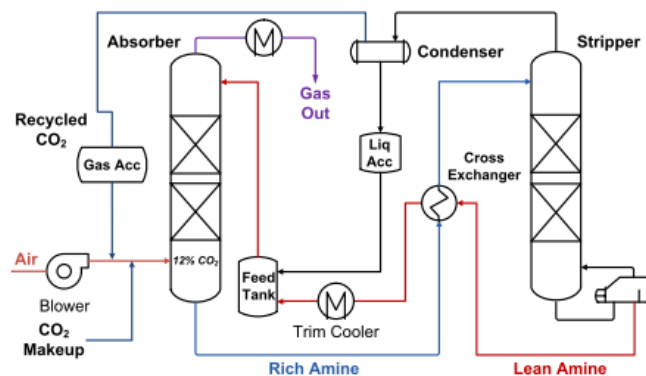 Absorber
Condenser
Stripper
Gas
Out
Recycled
CO₂
Gas Acc
Liq
Acc
Cross
Exchanger
Air
12% CO₂
Feed
Tank
Blower
Trim Cooler
CO₂
Makeup
Rich Amine
Lean Amine